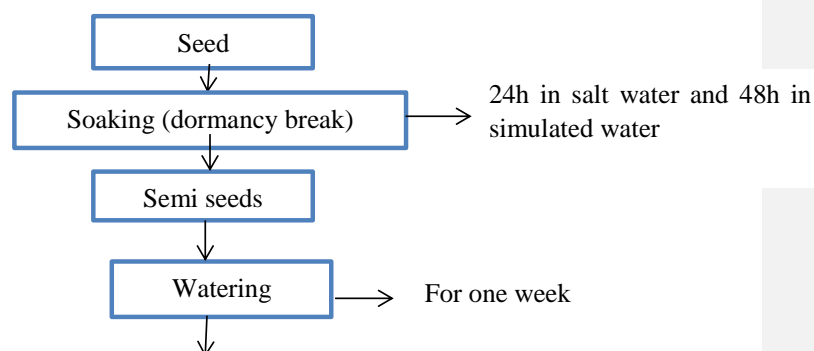 Seed
Soaking (dormancy break)
24h in salt water and 48h in
simulated water
Semi seeds
Watering
For one week